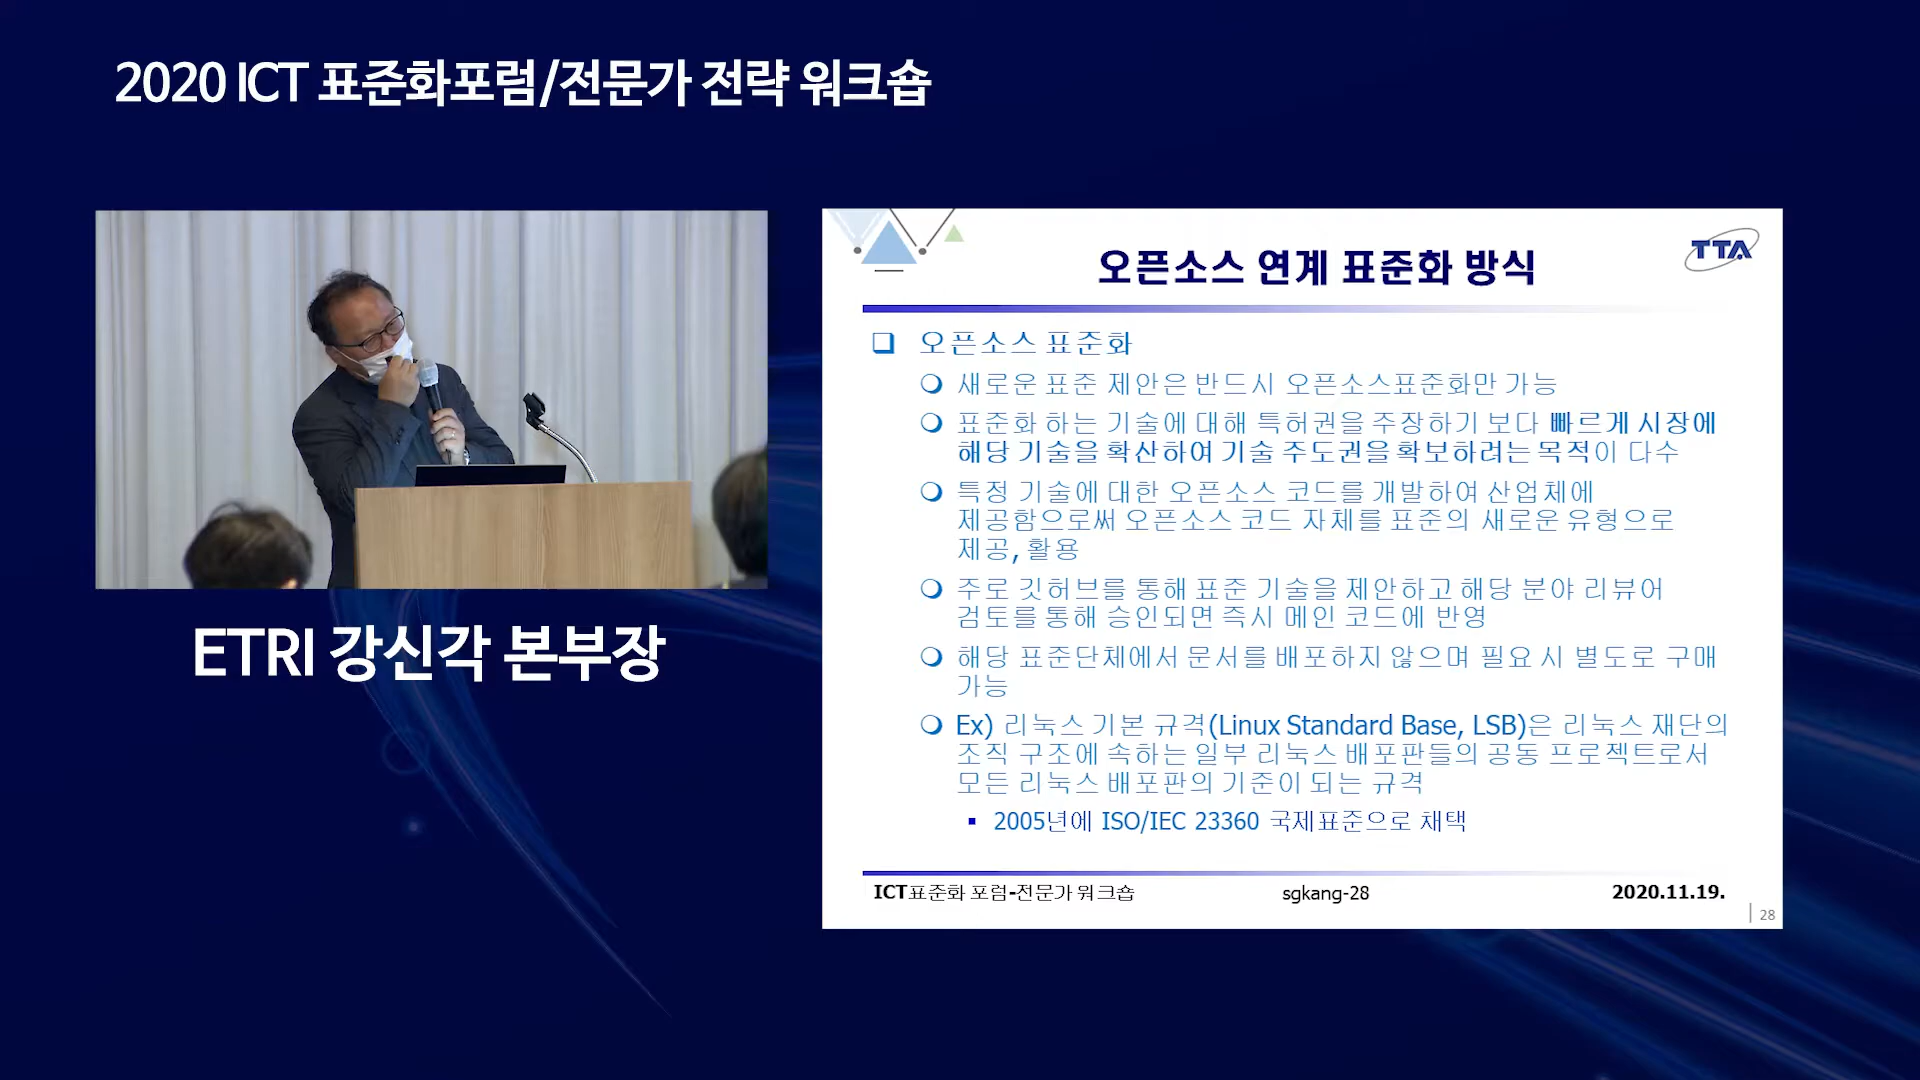 2020 ICT 표준화포럼/전문가 전략 워크숍
ETRI 강신각 본부장
오픈소스 연계 표준화 방식
TTA
오픈소스 표준화
새로운 표준 제안은 반드시 오픈소스표준화만 가능
표준화 하는 기술에 대해 특허권을 주장하기 보다 빠르게 시장에
해당 기술을 확산하여 기술 주도권을 확보하려는 목적이 다수
특정 기술에 대한 오픈소스 코드를 개발하여 산업체에
제공함으로써 오픈소스 코드 자체를 표준의 새로운 유형으로
제공, 활용
주로 깃허브를 통해 표준 기술을 제안하고 해당 분야 리뷰어
검토를 통해 승인되면 즉시 메인 코드에 반영
해당 표준단체에서 문서를 배포하지 않으며 필요 시 별도로 구매
가능
Ex) 리눅스 기본 규격(Linux Standard Base, LSB)은 리눅스 재단의
조직 구조에 속하는 일부 리눅스 배포판들의 공동 프로젝트로서
모든 리눅스 배포판의 기준이 되는 규격
2005년에 ISO/IEC 23360 국제표준으로 채택
ICT표준화 포럼-전문가 워크숍 sgkang-28 2020.11.19.
28